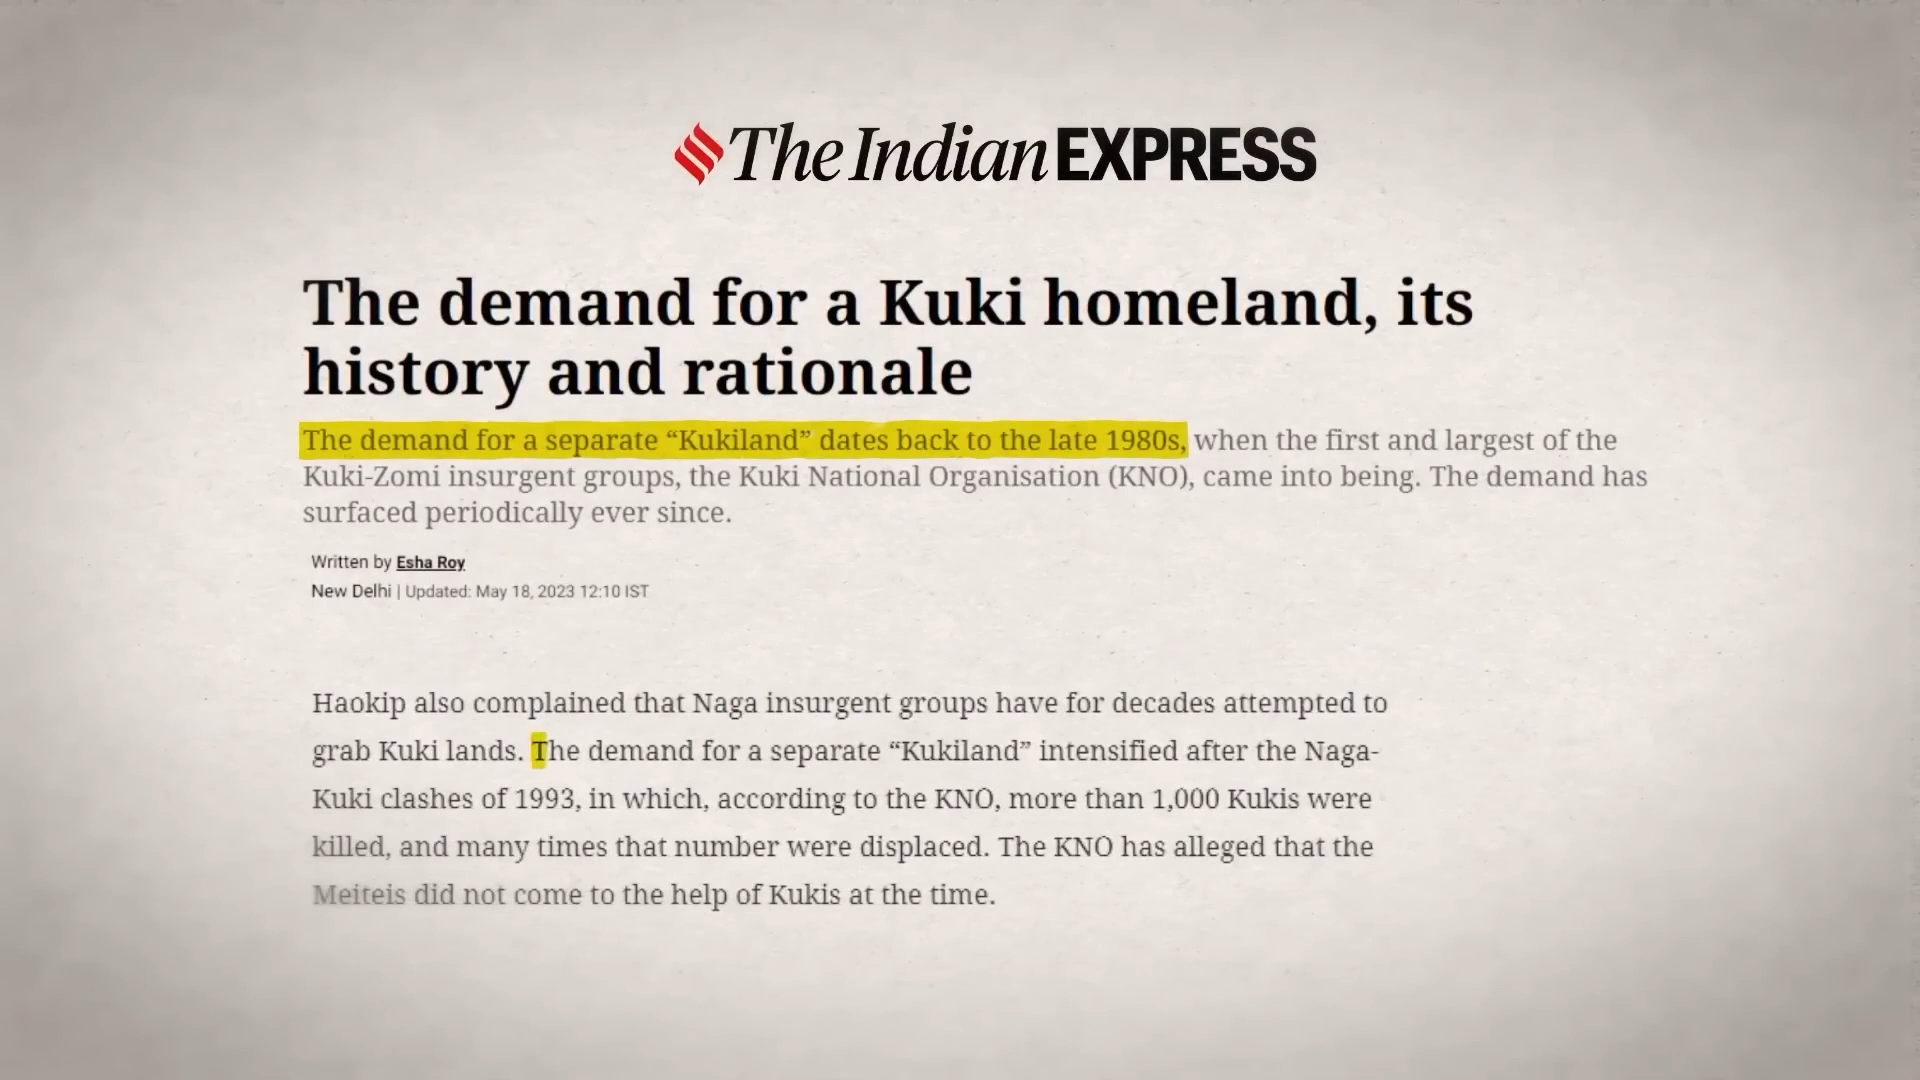 The Indian EXPRESS
The demand for a Kuki homeland, its
history and rationale
The demand for a separate “Kukiland” dates back to the late 1980s, when the first and largest of the
Kuki-Zomi insurgent groups, the Kuki National Organisation (KNO), came into being. The demand has
surfaced periodically ever since.
Written by Esha Roy
New Delhi | Updated: May 18, 2023 12:10 IST
Haokip also complained that Naga insurgent groups have for decades attempted to
grab Kuki lands. The demand for a separate “Kukiland” intensified after the Naga-
Kuki clashes of 1993, in which, according to the KNO, more than 1,000 Kukis were
killed, and many times that number were displaced. The KNO has alleged that the
Meiteis did not come to the help of Kukis at the time.